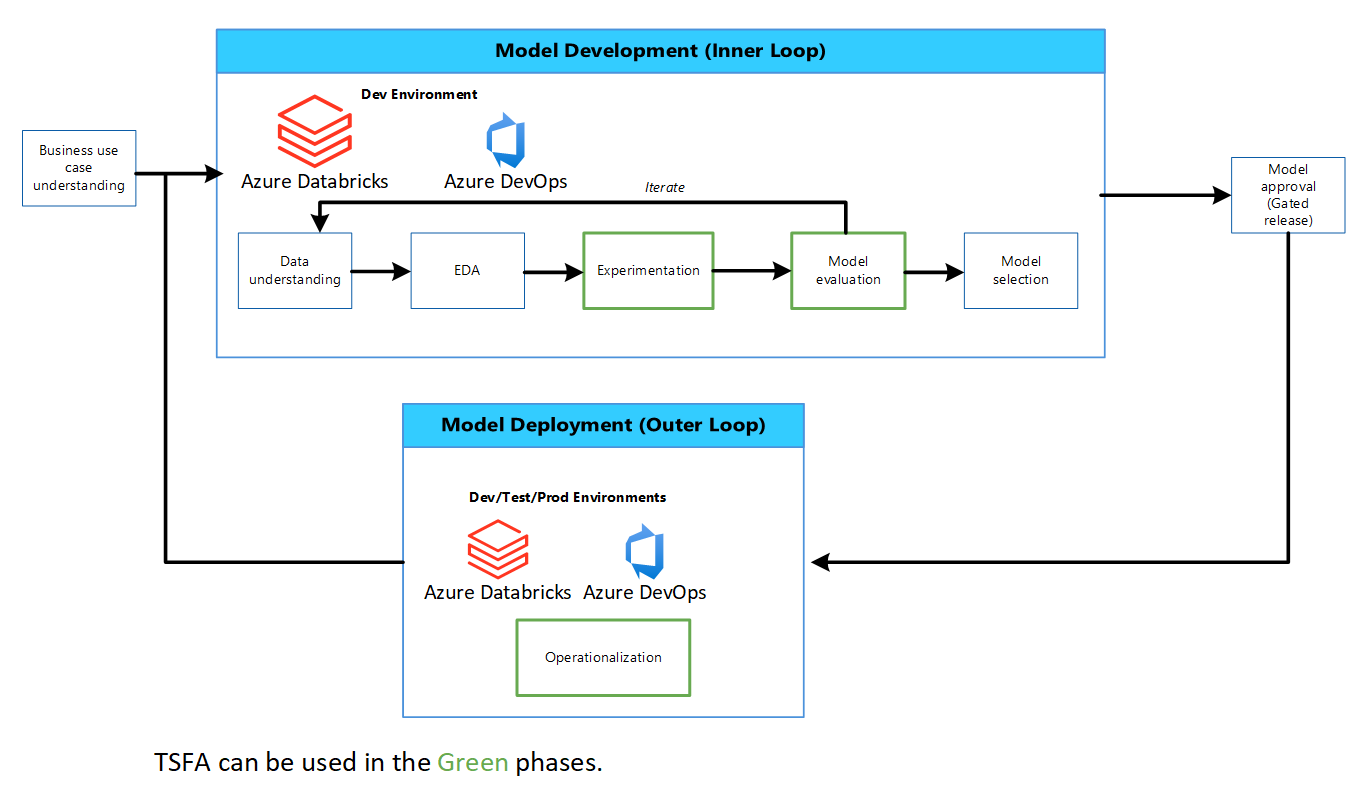 Model Development (Inner Loop)
Dev Environment
Business use
case
understanding
Azure Databricks
Azure DevOps
Iterate
Model
approval
(Gated
release)
Data
understanding
EDA
Experimentation
Model
evaluation
Model
selection
Model Deployment (Outer Loop)
Dev/Test/Prod Environments
Azure Databricks
Azure DevOps
Operationalization
TSFA can be used in the Green phases.